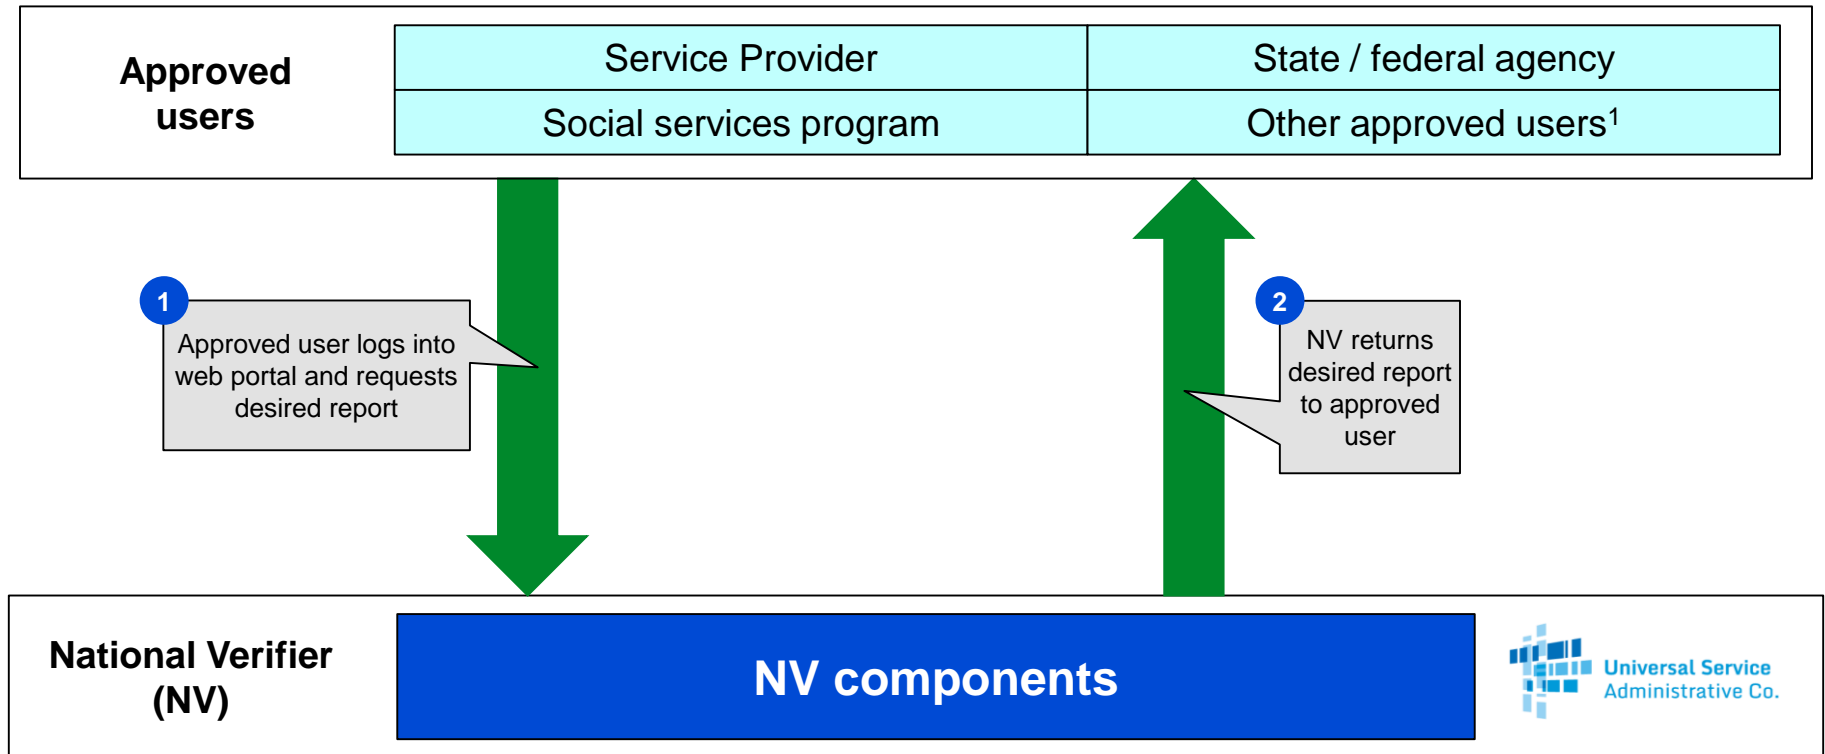 Approved
users
Service Provider
State / federal agency
Social services program
Other approved users¹
1
Approved user logs into
web portal and requests
desired report
2
NV returns
desired report
to approved
user
National Verifier
(NV)
NV components
Universal Service
Administrative Co.